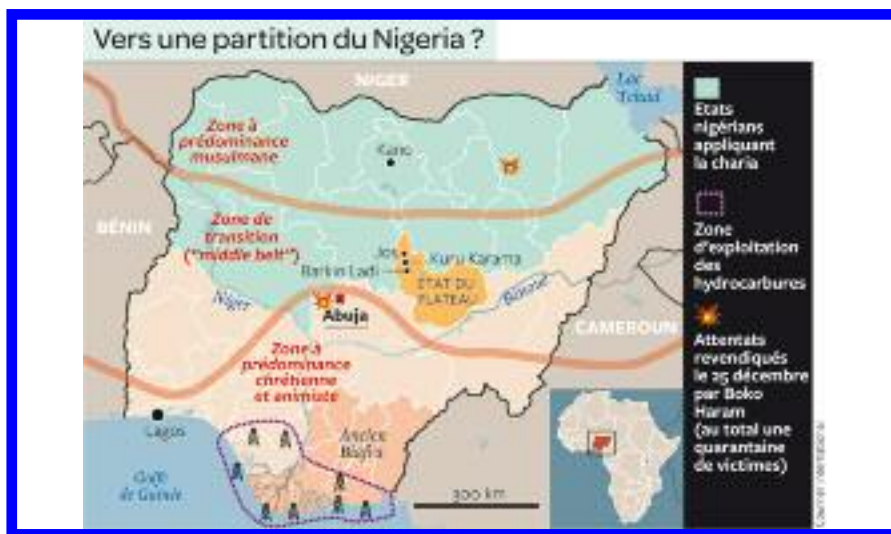 Vers une partition du Nigeria ?
NIGER
Lac
Tchad
Zone à
prédominance
musulmane
Kano
BÉNIN
Zone de
transition
("middle belt")
Jos
Kuru Karama
Barkin Ladi
ÉTAT DU
PLATEAU
Niger
Bénoué
Abuja
CAMEROUN
Zone à
prédominance
chrétienne
et animiste
Lagos
Ancien
Biafra
Golfe
de Guinée
300 km
Etats
nigérians
appliquant
la charia
Zone
d'exploitation
des
hydrocarbures
Attentats
revendiqués
le 25 décembre
par Boko
Haram
(au total une
quarantaine
de victimes)
Courrier international